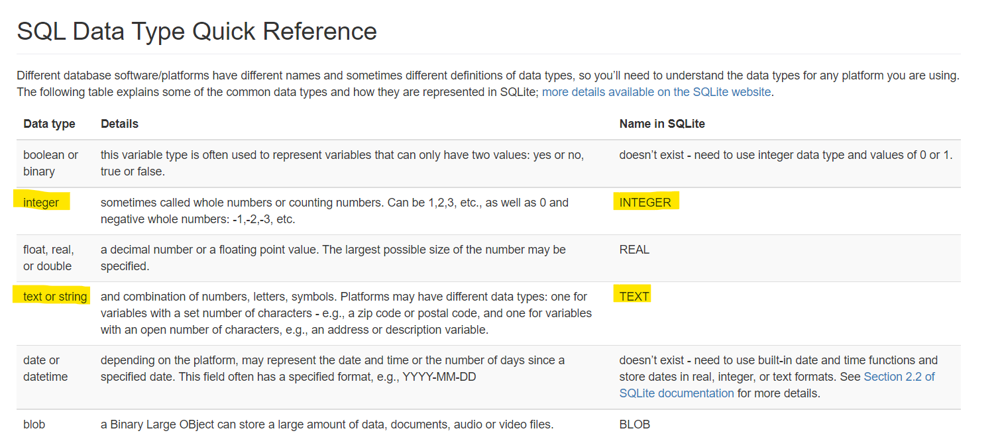 SQL Data Type Quick Reference
Different database software/platforms have different names and sometimes different definitions of data types, so you’ll need to understand the data types for any platform you are using.
The following table explains some of the common data types and how they are represented in SQLite; more details available on the SQLite website.
Data type Details Name in SQLite
boolean or this variable type is often used to represent variables that can only have two values: yes or no, doesn’t exist - need to use integer data type and values of 0 or 1.
binary true or false.
integer sometimes called whole numbers or counting numbers. Can be 1,2,3, etc., as well as 0 and INTEGER
negative whole numbers: -1,-2,-3, etc.
float, real, a decimal number or a floating point value. The largest possible size of the number may be REAL
or double specified.
text or string and combination of numbers, letters, symbols. Platforms may have different data types: one for TEXT
variables with a set number of characters - e.g., a zip code or postal code, and one for variables
with an open number of characters, e.g., an address or description variable.
date or depending on the platform, may represent the date and time or the number of days since a doesn’t exist - need to use built-in date and time functions and
datetime specified date. This field often has a specified format, e.g., YYYY-MM-DD store dates in real, integer, or text formats. See Section 2.2 of
SQLite documentation for more details.
blob a Binary Large OBject can store a large amount of data, documents, audio or video files. BLOB